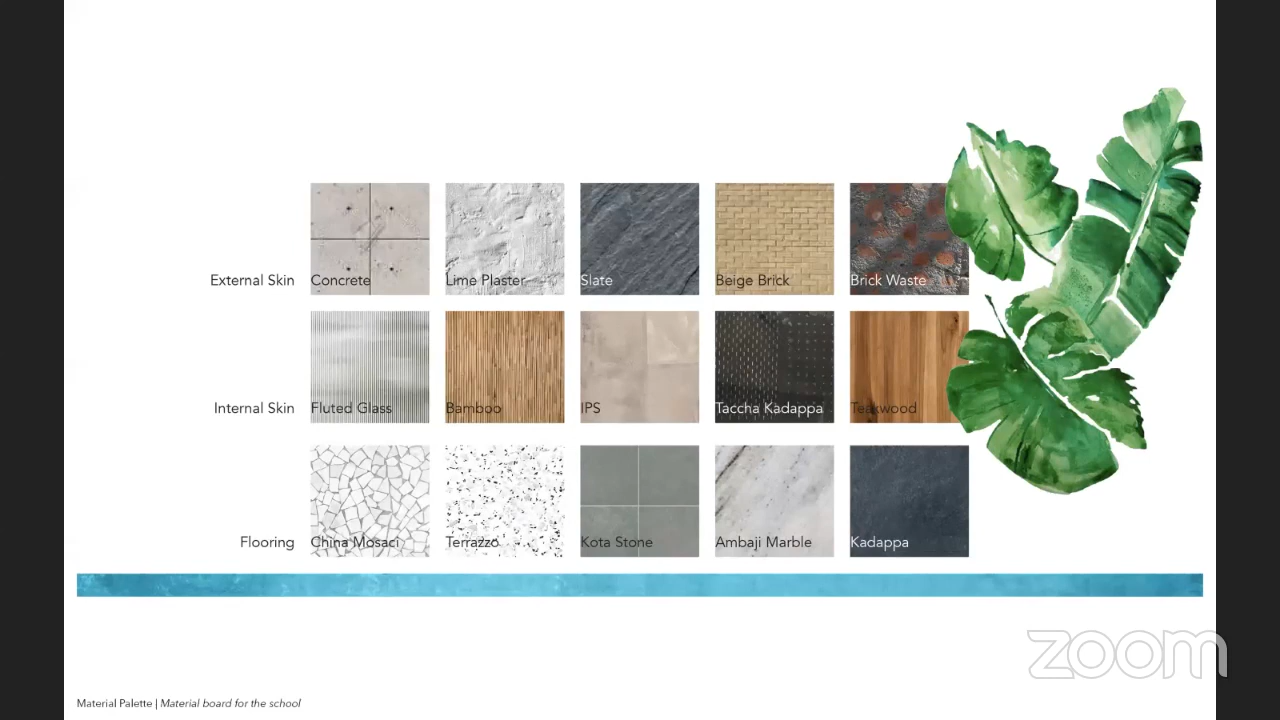 External Skin Concrete Lime Plaster Slate Beige Brick Brick Waste
Internal Skin Fluted Glass Bamboo IPS Taccha Kadappa Teakwood
Flooring China Mosaci Terrazzo Kota Stone Ambaji Marble Kadappa
zoom
Material Palette | Material board for the school